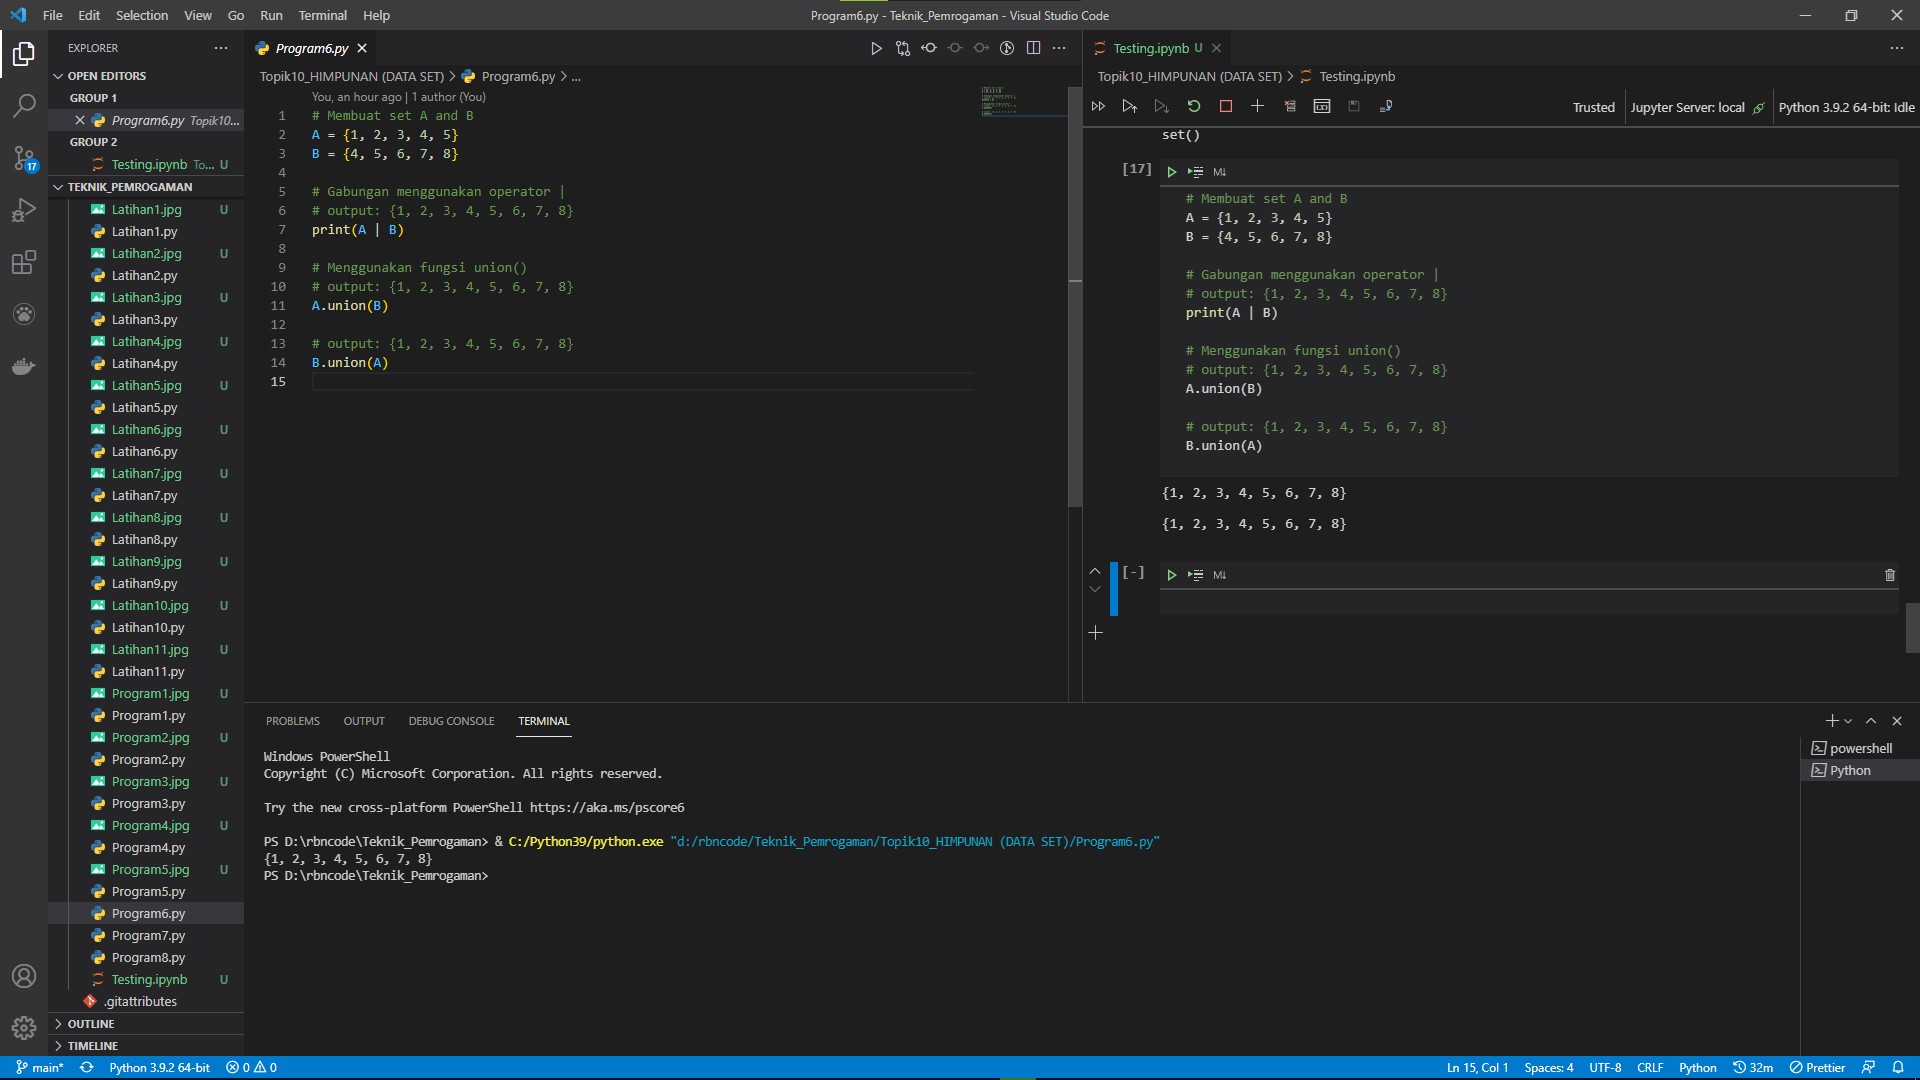 File Edit Selection View Go Run Terminal Help
Program6.py - Teknik_Pemrogaman - Visual Studio Code
EXPLORER
OPEN EDITORS
GROUP 1
Program6.py Topik10...
GROUP 2
Testing.ipynb To... U
TEKNIK_PEMROGAMAN
Latihan1.jpg U
Latihan1.py
Latihan2.jpg U
Latihan2.py
Latihan3.jpg U
Latihan3.py
Latihan4.jpg U
Latihan4.py
Latihan5.jpg U
Latihan5.py
Latihan6.jpg U
Latihan6.py
Latihan7.jpg U
Latihan7.py
Latihan8.jpg U
Latihan8.py
Latihan9.jpg U
Latihan9.py
Latihan10.jpg U
Latihan10.py
Latihan11.jpg U
Latihan11.py
Program1.jpg U
Program1.py
Program2.jpg U
Program2.py
Program3.jpg U
Program3.py
Program4.jpg U
Program4.py
Program5.jpg U
Program5.py
Program6.py
Program7.py
Program8.py
Testing.ipynb U
.gitattributes
OUTLINE
TIMELINE
17
Program6.py
Topik10_HIMPUNAN (DATA SET) > Program6.py > ...
You, an hour ago | 1 author (You)
1 # Membuat set A and B
2 A = {1, 2, 3, 4, 5}
3 B = {4, 5, 6, 7, 8}
4
5 # Gabungan menggunakan operator |
6 # output: {1, 2, 3, 4, 5, 6, 7, 8}
7 print(A | B)
8
9 # Menggunakan fungsi union()
10 # output: {1, 2, 3, 4, 5, 6, 7, 8}
11 A.union(B)
12
13 # output: {1, 2, 3, 4, 5, 6, 7, 8}
14 B.union(A)
15
Testing.ipynb U
Topik10_HIMPUNAN (DATA SET) > Testing.ipynb
Trusted Jupyter Server: local Python 3.9.2 64-bit: Idle
set()
[17] M↓
# Membuat set A and B
A = {1, 2, 3, 4, 5}
B = {4, 5, 6, 7, 8}
# Gabungan menggunakan operator |
# output: {1, 2, 3, 4, 5, 6, 7, 8}
print(A | B)
# Menggunakan fungsi union()
# output: {1, 2, 3, 4, 5, 6, 7, 8}
A.union(B)
# output: {1, 2, 3, 4, 5, 6, 7, 8}
B.union(A)
{1, 2, 3, 4, 5, 6, 7, 8}
{1, 2, 3, 4, 5, 6, 7, 8}
[-] M↓
PROBLEMS OUTPUT DEBUG CONSOLE TERMINAL
Windows PowerShell
Copyright (C) Microsoft Corporation. All rights reserved.
Try the new cross-platform PowerShell https://aka.ms/pscore6
PS D:\rbncode\Teknik_Pemrogaman> & C:/Python39/python.exe "d:/rbncode/Teknik_Pemrogaman/Topik10_HIMPUNAN (DATA SET)/Program6.py"
{1, 2, 3, 4, 5, 6, 7, 8}
PS D:\rbncode\Teknik_Pemrogaman>
powershell
Python
main* Python 3.9.2 64-bit 0 0 Ln 15, Col 1 Spaces: 4 UTF-8 CRLF Python 32m Prettier